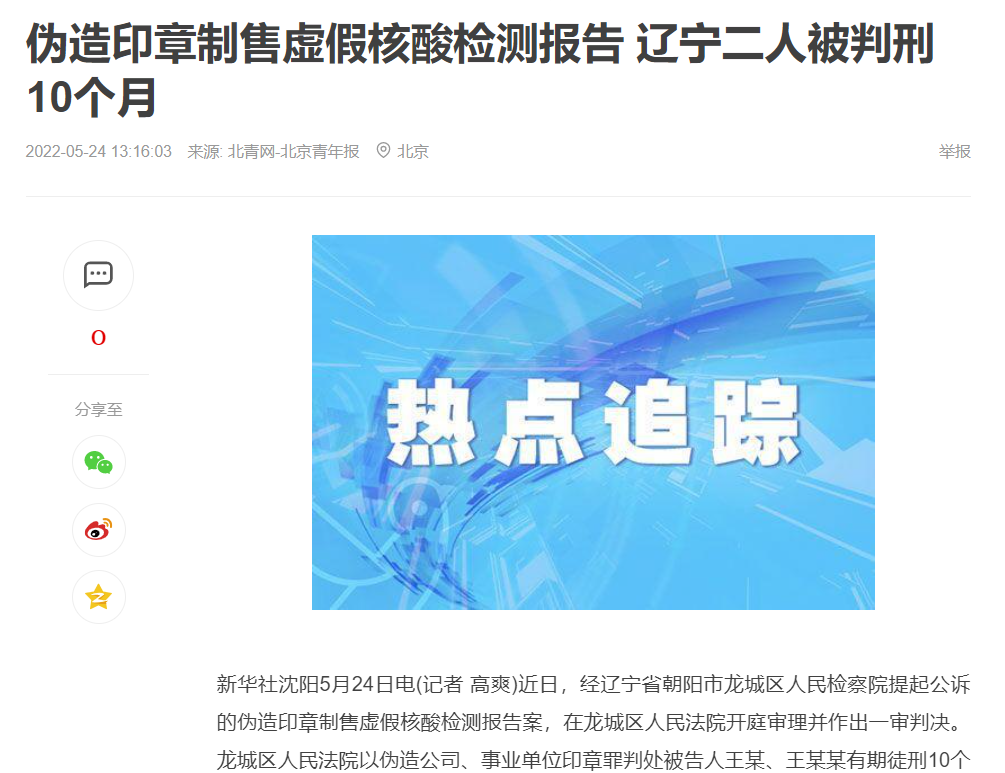 伪造印章制售虚假核酸检测报告 辽宁二人被判刑
10个月
2022-05-24 13:16:03 来源: 北青网-北京青年报 北京 举报
0
分享至
热点追踪
新华社沈阳5月24日电(记者 高爽)近日，经辽宁省朝阳市龙城区人民检察院提起公诉
的伪造印章制售虚假核酸检测报告案，在龙城区人民法院开庭审理并作出一审判决。
龙城区人民法院以伪造公司、事业单位印章罪判处被告人王某、王某某有期徒刑10个